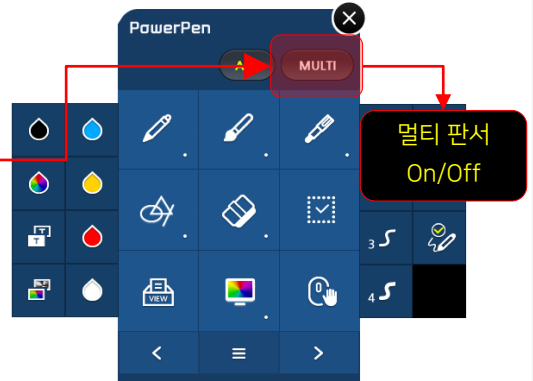 PowerPen
MULTI
멀티 판서
On/Off
T
T
3
VIEW
4